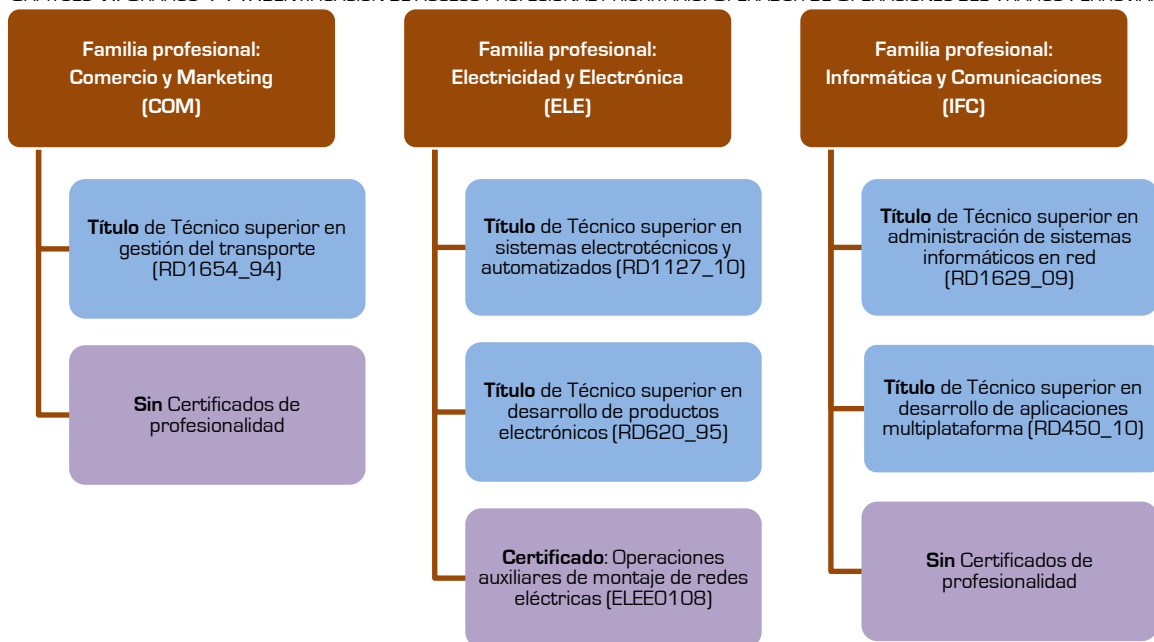 Familia profesional:
Comercio y Marketing
(COM)
Título de Técnico superior en
gestión del transporte
(RD1654_94)
Sin Certificados de
profesionalidad
Familia profesional:
Electricidad y Electrónica
(ELE)
Título de Técnico superior en
sistemas electrotécnicos y
automatizados (RD1127_10)
Título de Técnico superior en
desarrollo de productos
electrónicos (RD620_95)
Certificado: Operaciones
auxiliares de montaje de redes
eléctricas (ELEE0108)
Familia profesional:
Informática y Comunicaciones
(IFC)
Título de Técnico superior en
administración de sistemas
informáticos en red
(RD1629_09)
Título de Técnico superior en
desarrollo de aplicaciones
multiplataforma (RD450_10)
Sin Certificados de
profesionalidad